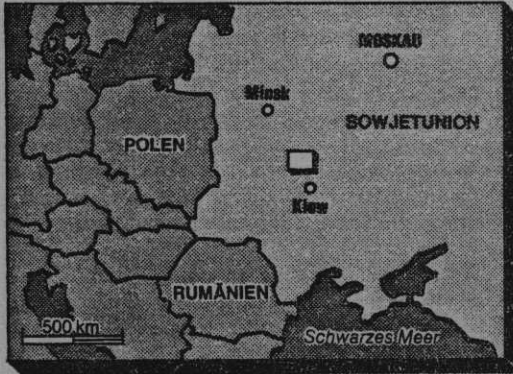 MOSKAU
Minsk
SOWJETUNION
POLEN
Kiew
RUMÄNIEN
500 km
Schwarzes Meer